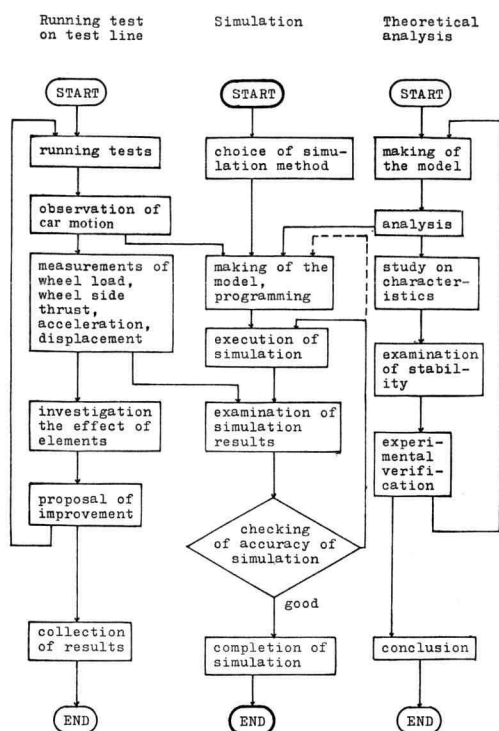 Running test
on test line
START
running tests
observation of
car motion
measurements of
wheel load,
wheel side
thrust,
acceleration,
displacement
investigation
the effect of
elements
proposal of
improvement
collection
of results
END
Simulation
START
choice of simu-
lation method
making of the
model,
programming
execution of
simulation
examination of
simulation
results
checking
of accuracy of
simulation
good
completion of
simulation
END
Theoretical
analysis
START
making of
the model
analysis
study on
character-
istics
examination
of stabil-
ity
experi-
mental
verifi-
cation
conclusion
END